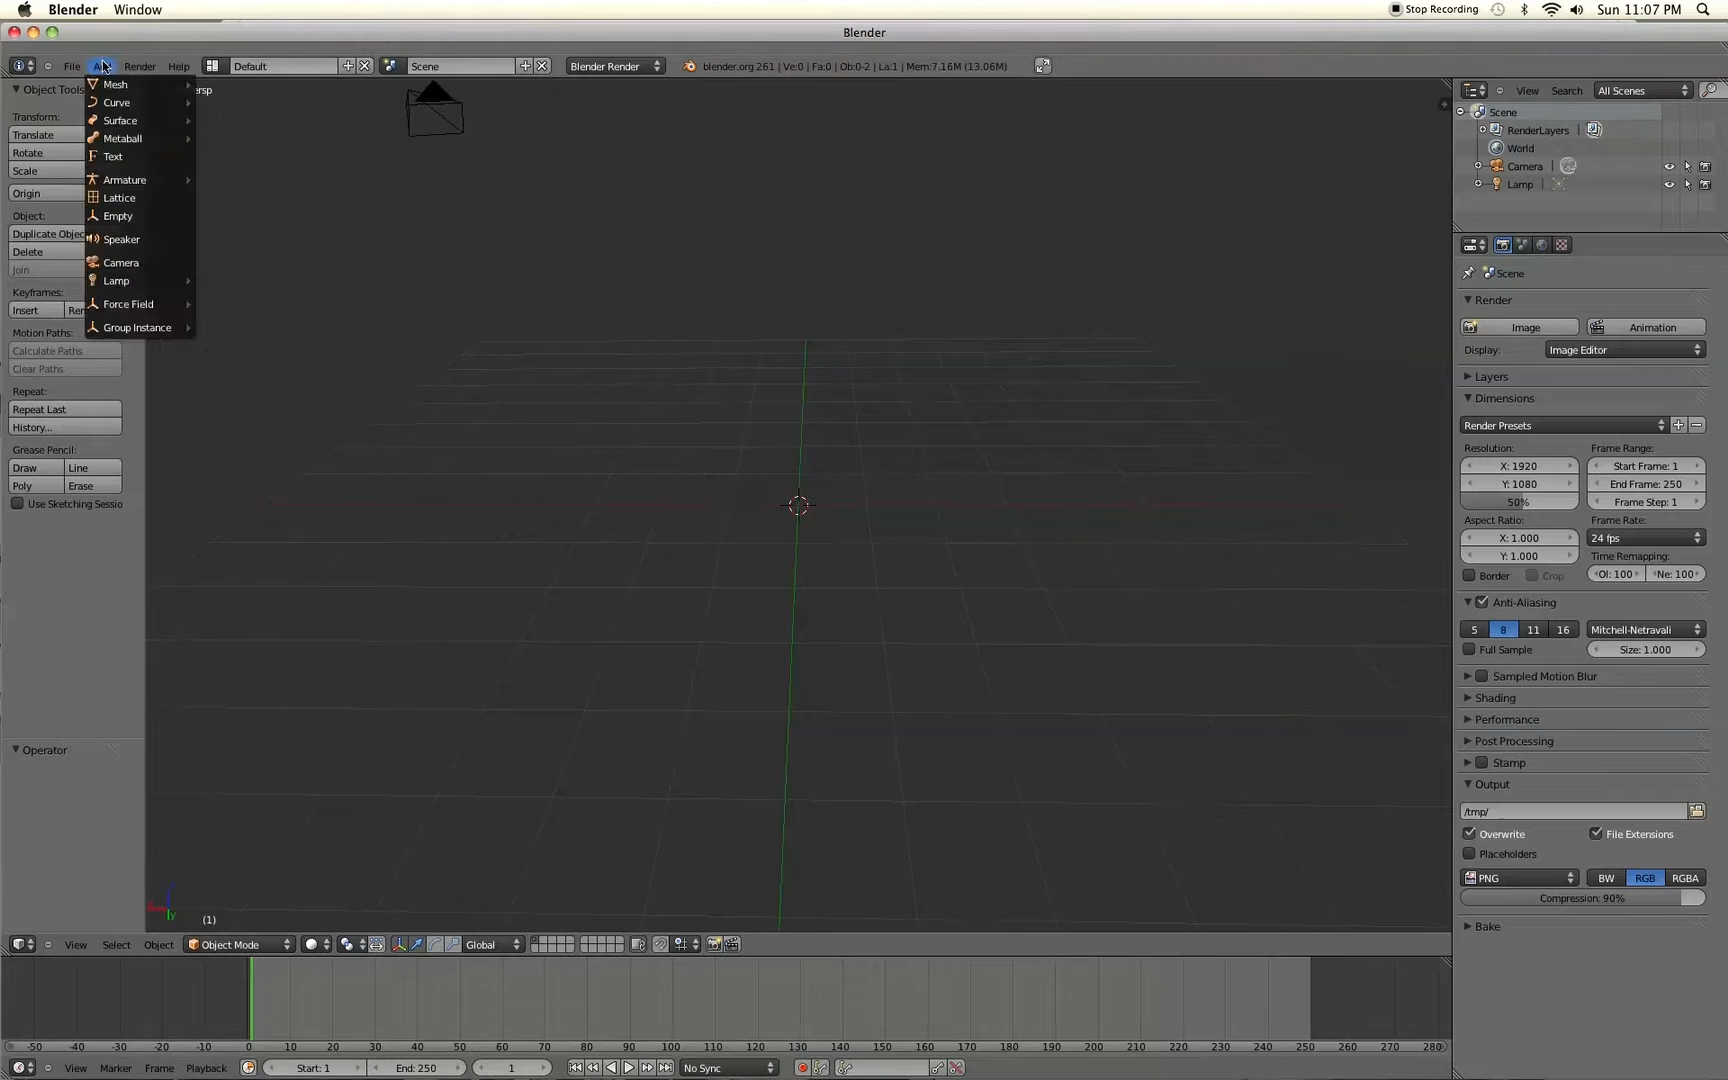 Blender Window Stop Recording Sun 11:07 PM
Blender
File Render Help Default Scene Blender Render blender.org 261 | Ve:0 | Fa:0 | Ob:0-2 | La:1 | Mem:7.16M (13.06M)
Object Tools
Transform:
Translate
Rotate
Scale
Origin
Object:
Delete
Join
Keyframes:
Insert
Motion Paths:
Calculate Paths
Clear Paths
Repeat:
Repeat Last
History...
Grease Pencil:
Draw Line
Poly Erase
Use Sketching Sessio
Operator
Mesh
Curve
Surface
Metaball
Text
Armature
Lattice
Empty
Speaker
Camera
Lamp
Force Field
Group Instance
(1)
View Select Object Object Mode Global
-50 -40 -30 -20 -10 0 10 20 30 40 50 60 70 80 90 100 110 120 130 140 150 160 170 180 190 200 210 220 230 240 250 260 270 280
View Marker Frame Playback Start: 1 End: 250 1 No Sync
View Search All Scenes
Scene
RenderLayers
World
Camera
Lamp
Scene
Render
Image Animation
Display: Image Editor
Layers
Dimensions
Render Presets
Resolution: Frame Range:
X: 1920 Start Frame: 1
Y: 1080 End Frame: 250
50% Frame Step: 1
Aspect Ratio: Frame Rate:
X: 1.000 24 fps
Y: 1.000 Time Remapping:
Border Crop Ol: 100 Ne: 100
Anti-Aliasing
5 8 11 16 Mitchell-Netravali
Full Sample Size: 1.000
Sampled Motion Blur
Shading
Performance
Post Processing
Stamp
Output
/tmp/
Overwrite File Extensions
Placeholders
PNG BW RGB RGBA
Compression: 90%
Bake